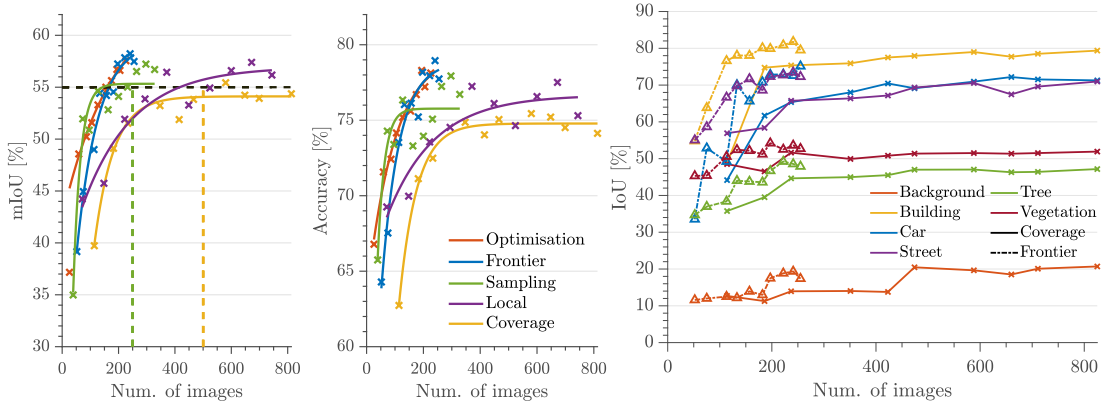 60
55
50
45
40
35
30
0
200
400
600
800
mIoU [%]
Num. of images
80
75
70
65
60
0
200
400
600
800
Accuracy [%]
Num. of images
Optimisation
Frontier
Sampling
Local
Coverage
90
80
70
60
50
40
30
20
10
0
0
200
400
600
800
IoU [%]
Num. of images
Background
Building
Car
Street
Tree
Vegetation
Coverage
Frontier